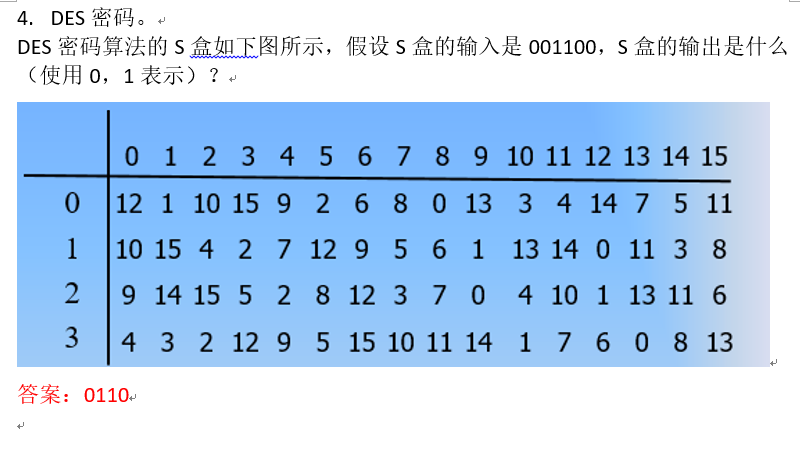 4. DES 密码。
DES 密码算法的 S 盒如下图所示，假设 S 盒的输入是 001100，S 盒的输出是什么
（使用 0，1 表示）？
0 1 2 3 4 5 6 7 8 9 10 11 12 13 14 15
0 12 1 10 15 9 2 6 8 0 13 3 4 14 7 5 11
1 10 15 4 2 7 12 9 5 6 1 13 14 0 11 3 8
2 9 14 15 5 2 8 12 3 7 0 4 10 1 13 11 6
3 4 3 2 12 9 5 15 10 11 14 1 7 6 0 8 13
答案：0110